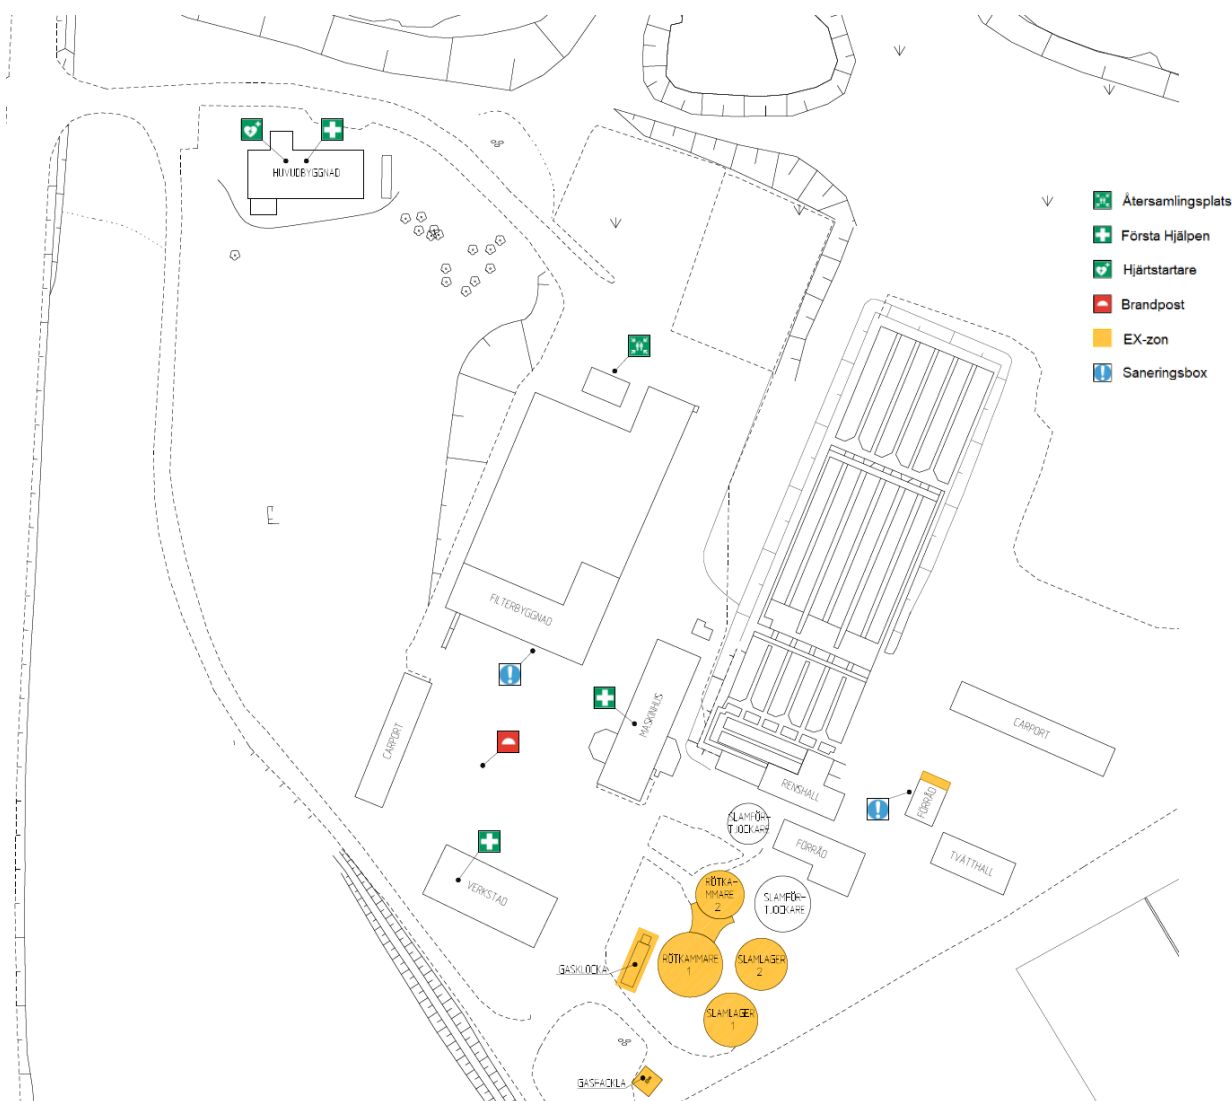 HUVUDBYGGNAD
Återsamlingsplats
Första Hjälpen
Hjärtstartare
Brandpost
EX-zon
Saneringsbox
FILTERBYGGNAD
MASKINHUS
CARPORT
CARPORT
RENSHALL
FÖRRÅD
SLAMFÖR-
TJOCKARE
FÖRRÅD
TVÄTTHALL
VERKSTAD
RÖTKA-
MMARE
2
SLAMFÖR-
TJOCKARE
GASKLOCKA
RÖTKAMMARE
1
SLAMLAGER
2
SLAMLAGER
1
GASFACKLA